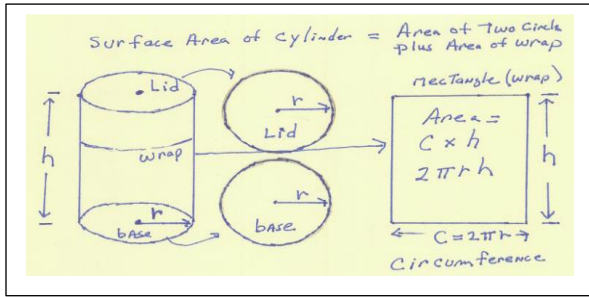 Surface Area of Cylinder = Area of Two Circle
plus Area of wrap
Lid
r
Lid
rectangle (wrap)
h
wrap
Area =
C x h
2πrh
h
r
base
r
base
C = 2πr
Circumference